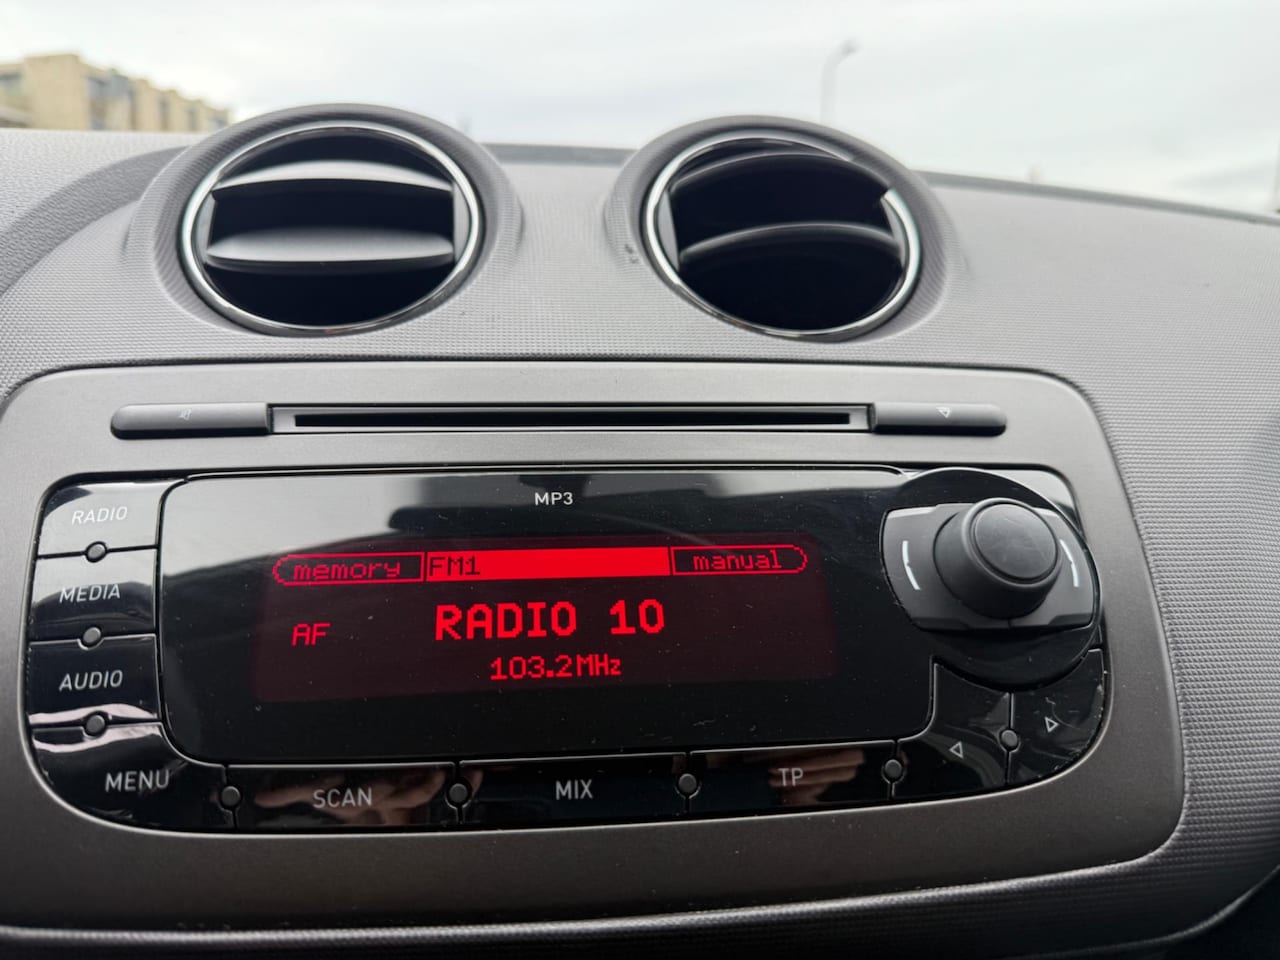 MP3
RADIO
MEDIA
AUDIO
MENU
memory FM1 manual
AF RADIO 10
103.2MHz
SCAN MIX TP